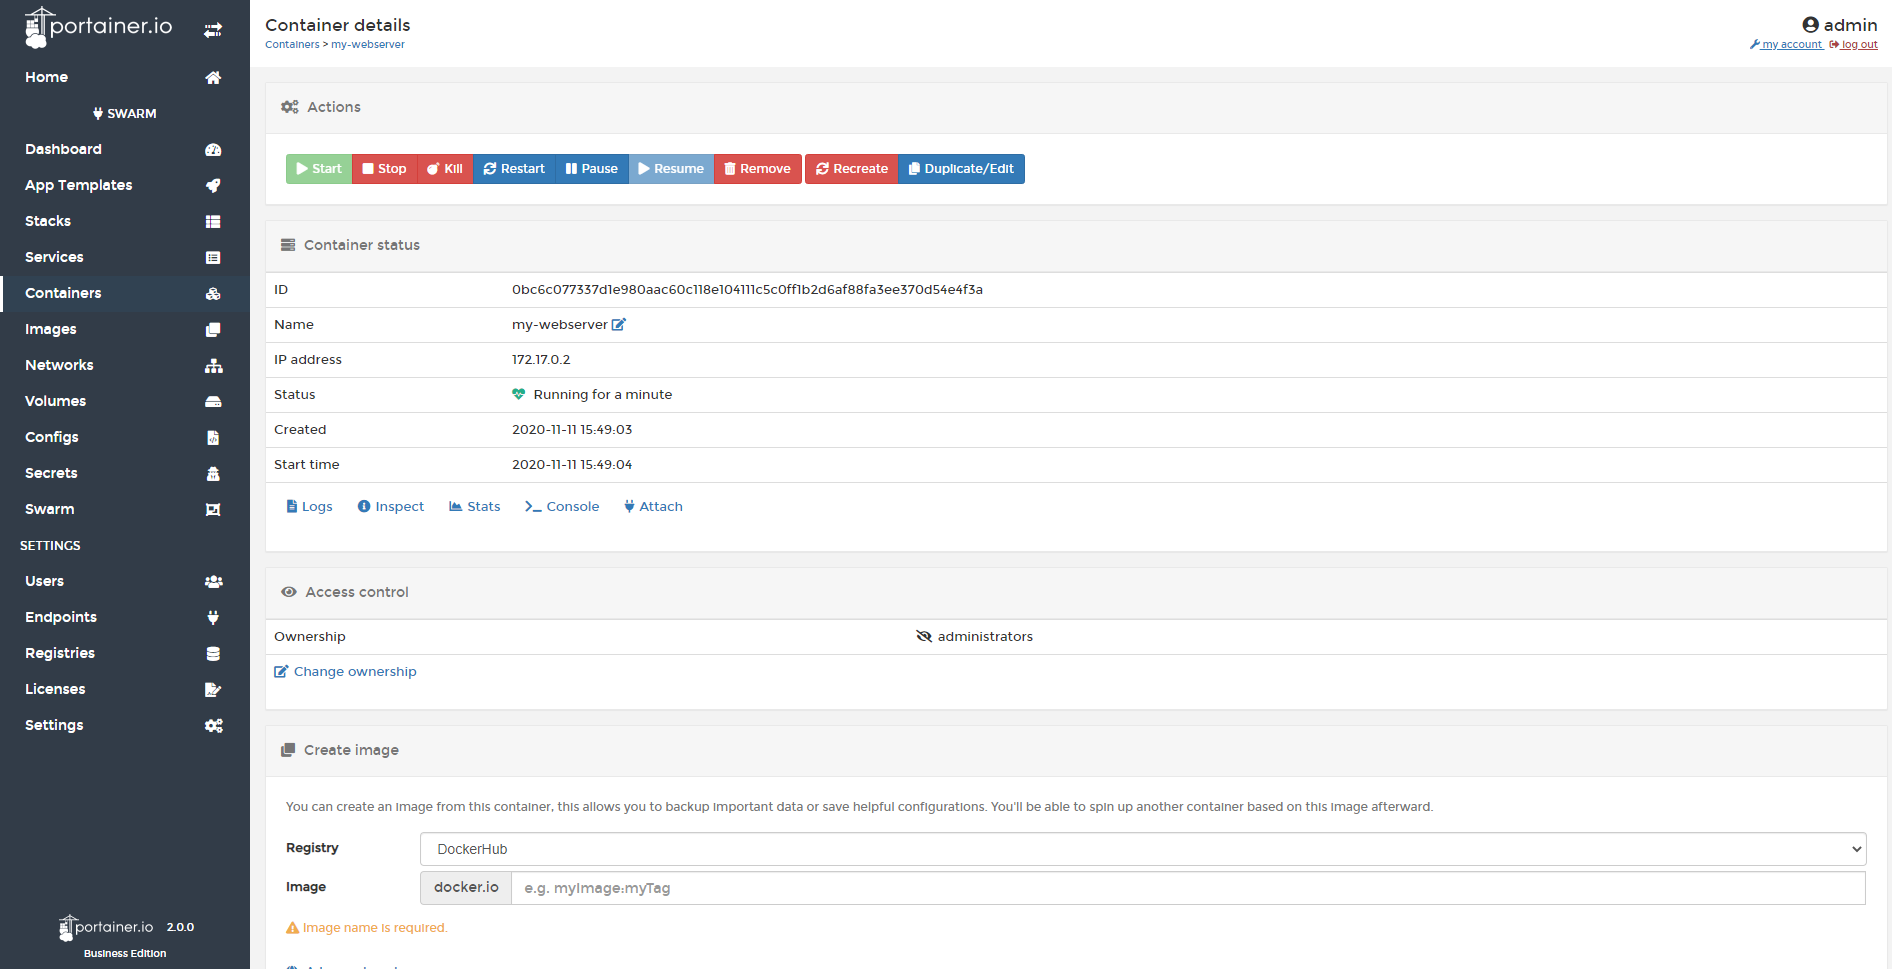 portainer.io
Home
SWARM
Dashboard
App Templates
Stacks
Services
Containers
Images
Networks
Volumes
Configs
Secrets
Swarm
SETTINGS
Users
Endpoints
Registries
Licenses
Settings
portainer.io 2.0.0
Business Edition
Container details
Containers > my-webserver
admin
my account log out
Actions
Start Stop Kill Restart Pause Resume Remove Recreate Duplicate/Edit
Container status
ID 0bc6c077337d1e980aac60c118e104111c5c0ff1b2d6af88fa3ee370d54e4f3a
Name my-webserver
IP address 172.17.0.2
Status Running for a minute
Created 2020-11-11 15:49:03
Start time 2020-11-11 15:49:04
Logs Inspect Stats Console Attach
Access control
Ownership administrators
Change ownership
Create image
You can create an image from this container, this allows you to backup important data or save helpful configurations. You'll be able to spin up another container based on this image afterward.
Registry DockerHub
Image docker.io e.g. myImage:myTag
Image name is required.